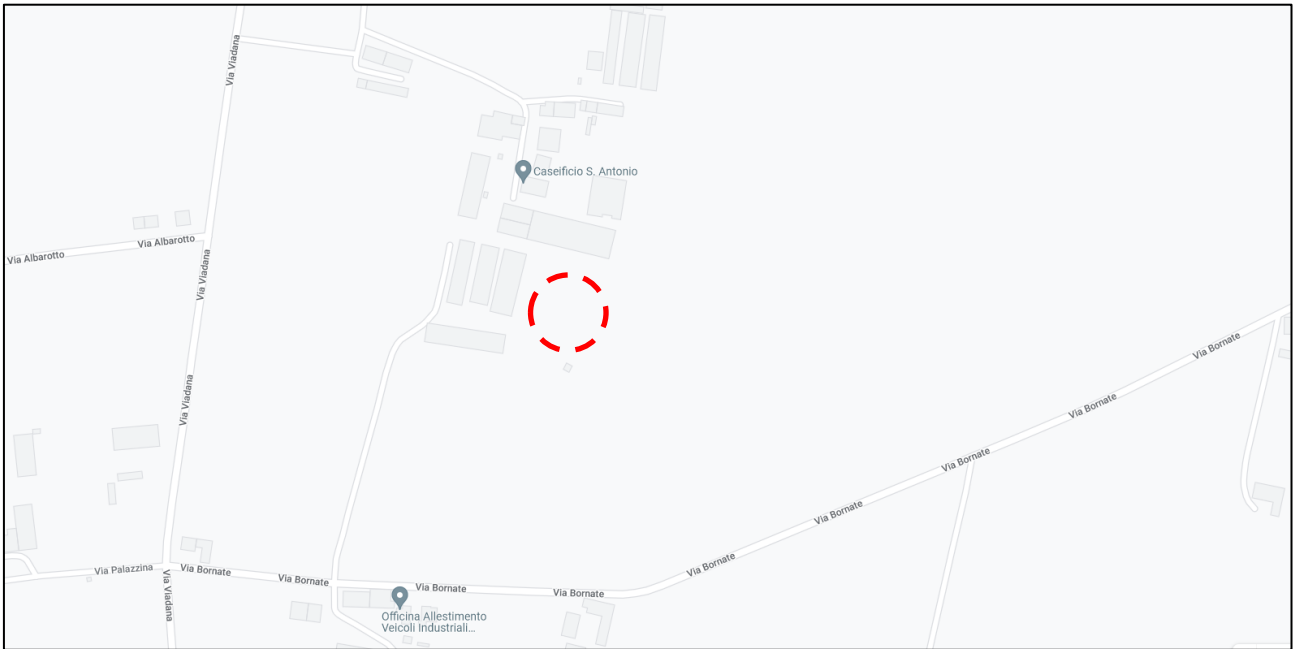 Via Viadana
Caseificio S. Antonio
Via Albarotto
Via Albarotto
Via Viadana
Via Bornate
Via Viadana
Via Bornate
Via Bornate
Via Bornate
Via Bornate
Via Palazzina
Via Bornate
Via Bornate
Via Bornate
Via Bornate
Via Viadana
Officina Allestimento
Veicoli Industriali...